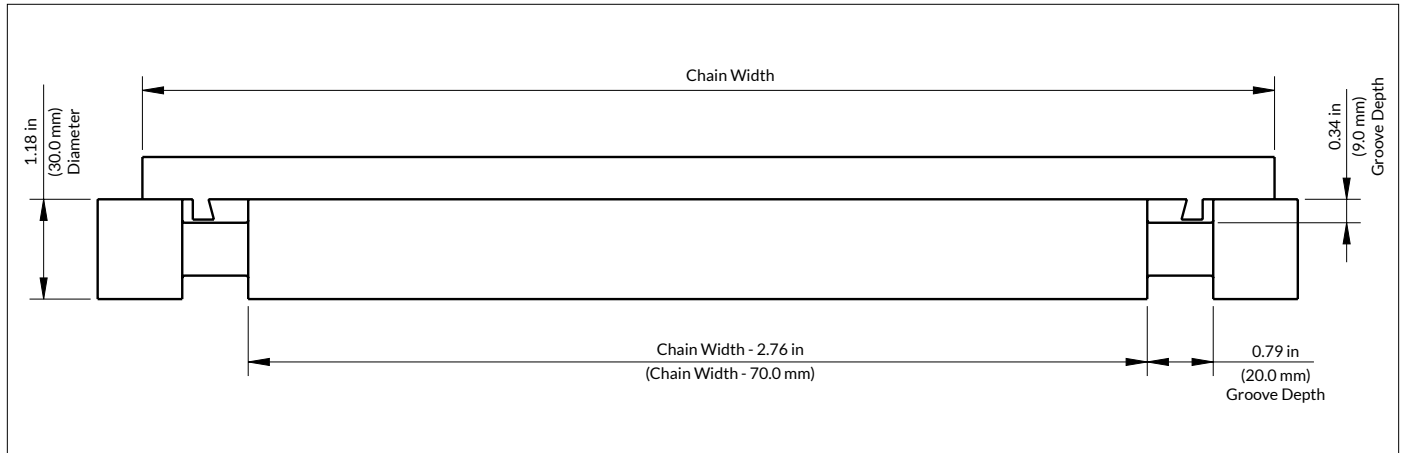 Chain Width
1.18 in
(30.0 mm)
Diameter
0.34 in
(9.0 mm)
Groove Depth
Chain Width - 2.76 in
(Chain Width - 70.0 mm)
0.79 in
(20.0 mm)
Groove Depth